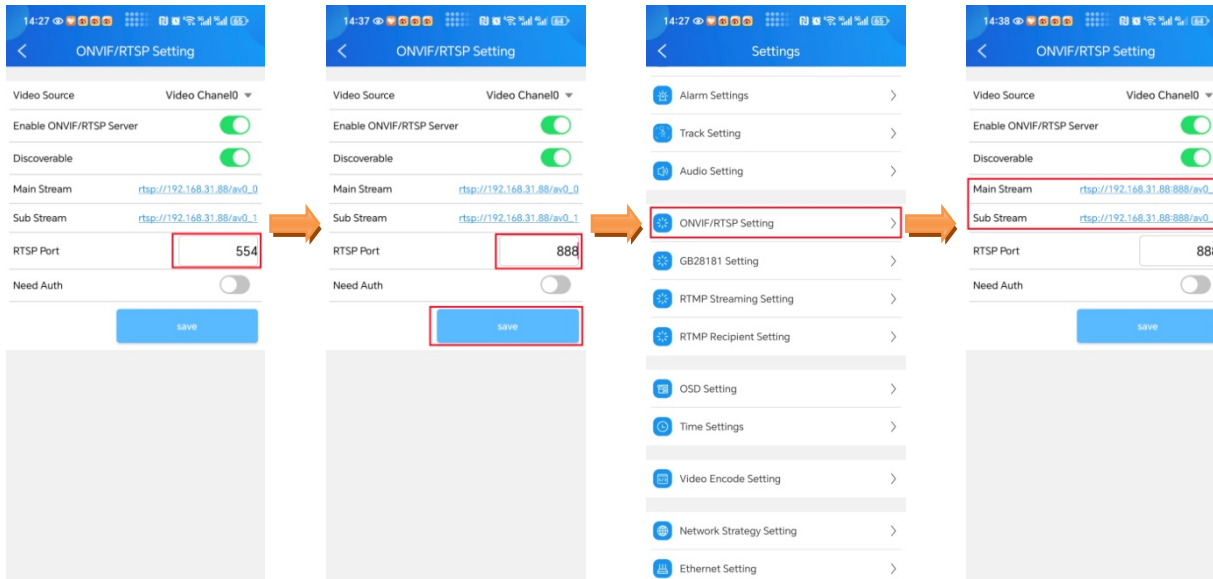 14:27
65
ONVIF/RTSP Setting
Video Source Video Chanel0
Enable ONVIF/RTSP Server
Discoverable
Main Stream rtsp://192.168.31.88/av0_0
Sub Stream rtsp://192.168.31.88/av0_1
RTSP Port 554
Need Auth
save
14:37
64
ONVIF/RTSP Setting
Video Source Video Chanel0
Enable ONVIF/RTSP Server
Discoverable
Main Stream rtsp://192.168.31.88/av0_0
Sub Stream rtsp://192.168.31.88/av0_1
RTSP Port 888
Need Auth
save
14:27
65
Settings
Alarm Settings
Track Setting
Audio Setting
ONVIF/RTSP Setting
GB28181 Setting
RTMP Streaming Setting
RTMP Recipient Setting
OSD Setting
Time Settings
Video Encode Setting
Network Strategy Setting
Ethernet Setting
14:38
64
ONVIF/RTSP Setting
Video Source Video Chanel0
Enable ONVIF/RTSP Server
Discoverable
Main Stream rtsp://192.168.31.88:888/av0_
Sub Stream rtsp://192.168.31.88:888/av0_
RTSP Port 888
Need Auth
save